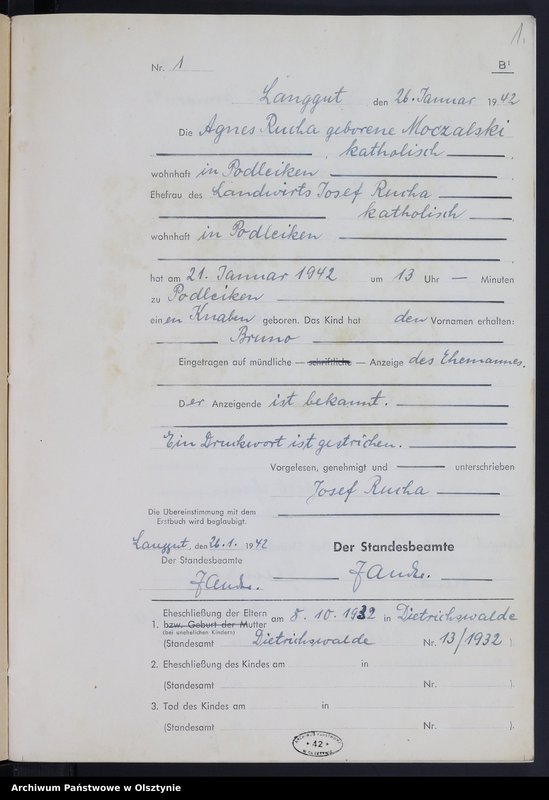 1.
Nr. 1 B¹
Langgut den 26. Januar 1942
Die Agnes Rucha geborene Moczalski
, katholisch ,
wohnhaft in Podleiken
Ehefrau des Landwirts Josef Rucha
katholisch ,
wohnhaft in Podleiken
hat am 21. Januar 1942 um 13 Uhr — Minuten
zu Podleiken
einen Knaben geboren. Das Kind hat den Vornamen erhalten:
Bruno
Eingetragen auf mündliche — schriftliche — Anzeige des Ehemannes.
Der Anzeigende ist bekannt.
Ein Druckwort ist gestrichen.
Vorgelesen, genehmigt und unterschrieben
Josef Rucha
Die Übereinstimmung mit dem
Erstbuch wird beglaubigt.
Langgut, den 26.1. 1942
Der Standesbeamte
Der Standesbeamte
Eheschließung der Eltern am 8.10.1932 in Dietrichswalde
1. bzw. Geburt der Mutter
(bei unehelichen Kindern)
(Standesamt Dietrichswalde Nr. 13/1932 ).
2. Eheschließung des Kindes am in
(Standesamt Nr. ).
3. Tod des Kindes am in
(Standesamt Nr. ).
42
Archiwum Państwowe w Olsztynie